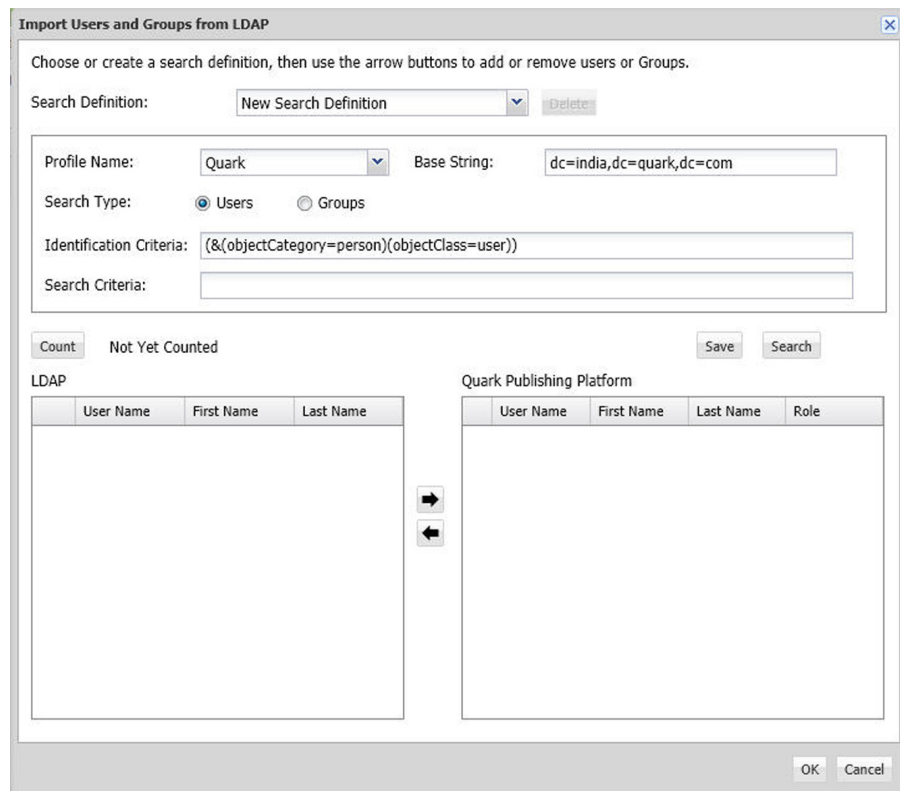 Import Users and Groups from LDAP
Choose or create a search definition, then use the arrow buttons to add or remove users or Groups.
Search Definition: New Search Definition Delete
Profile Name: Quark Base String: dc=india,dc=quark,dc=com
Search Type: Users Groups
Identification Criteria: (&(objectCategory=person)(objectClass=user))
Search Criteria:
Count Not Yet Counted Save Search
LDAP Quark Publishing Platform
User Name First Name Last Name User Name First Name Last Name Role
OK Cancel